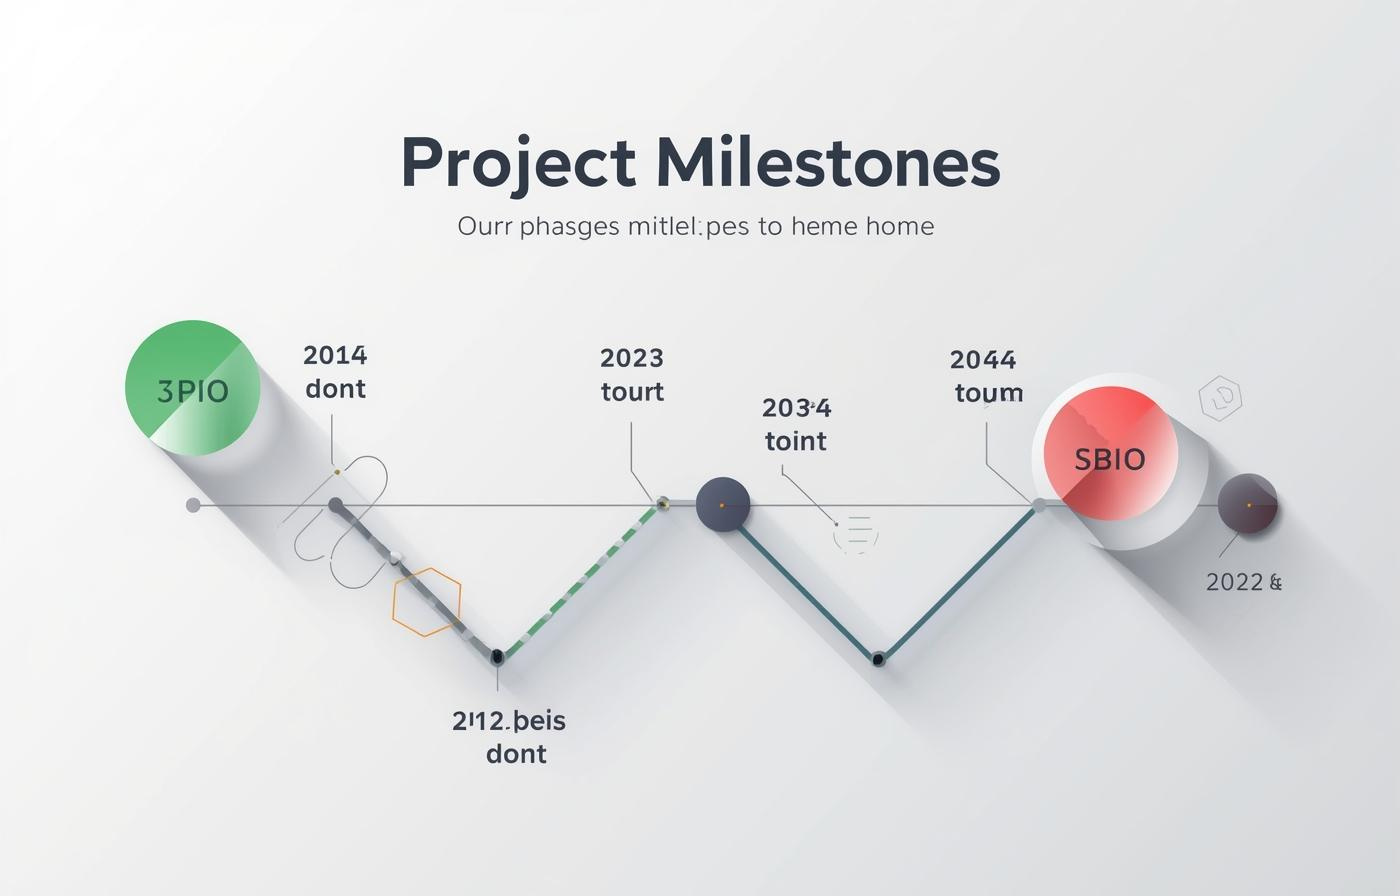 Project Milestones
Ourr phasges mitlel:pes to heme home
3PIO
2014
dont
2023
tourt
2034
toint
2044
toum
SBIO
2022 &
dont